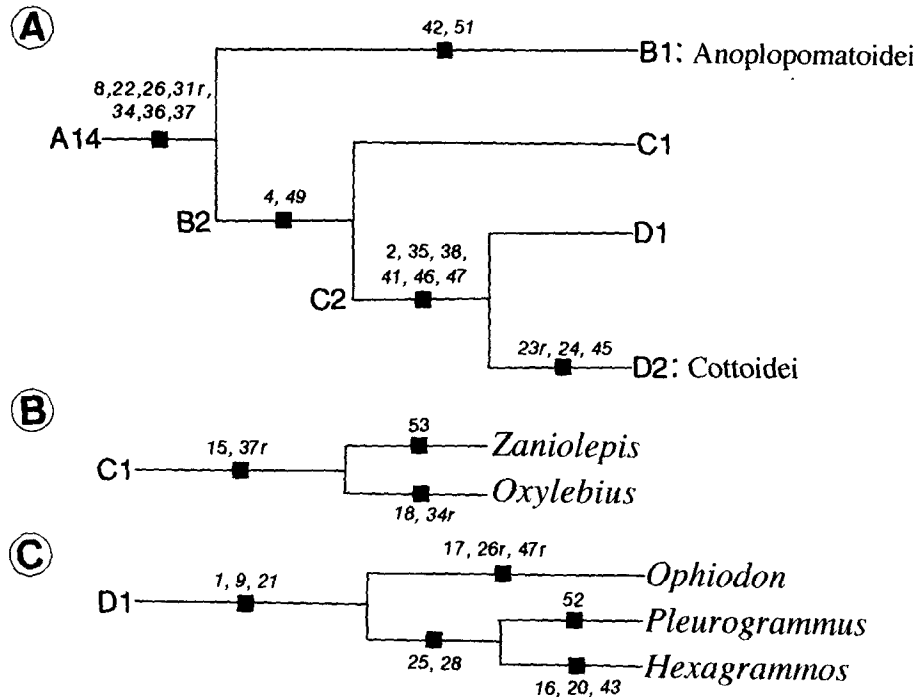 A
42, 51
B1: Anoplopomatoidei
8,22,26,31r,
34,36,37
A14
C1
4, 49
B2
D1
2, 35, 38,
41, 46, 47
C2
23r, 24, 45
D2: Cottoidei
B
53
Zaniolepis
15, 37r
C1
Oxylebius
18, 34r
C
17, 26r, 47r
Ophiodon
1, 9, 21
D1
52
Pleurogrammus
25, 28
Hexagrammos
16, 20, 43